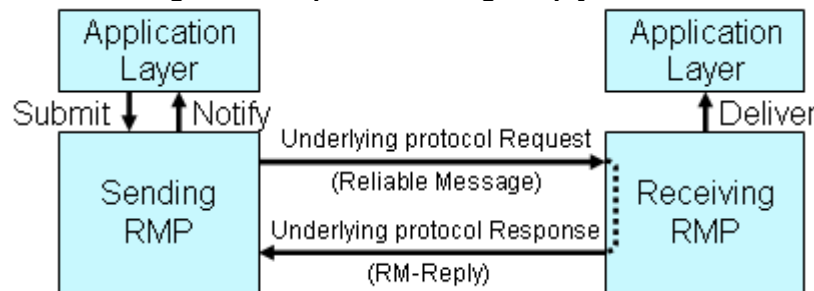 Application
Layer
Application
Layer
Submit
Notify
Deliver
Underlying protocol Request
(Reliable Message)
Sending
RMP
Receiving
RMP
Underlying protocol Response
(RM-Reply)